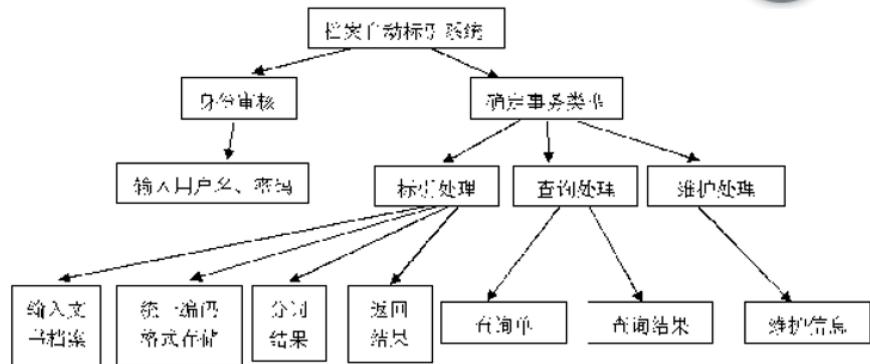 档案自动标引系统
身份审核
确定事务类型
输入用户名、密码
标引处理
查询处理
维护处理
输入文
书档案
统一编码
格式存储
分词
结果
返回
结果
查询单
查询结果
维护信息